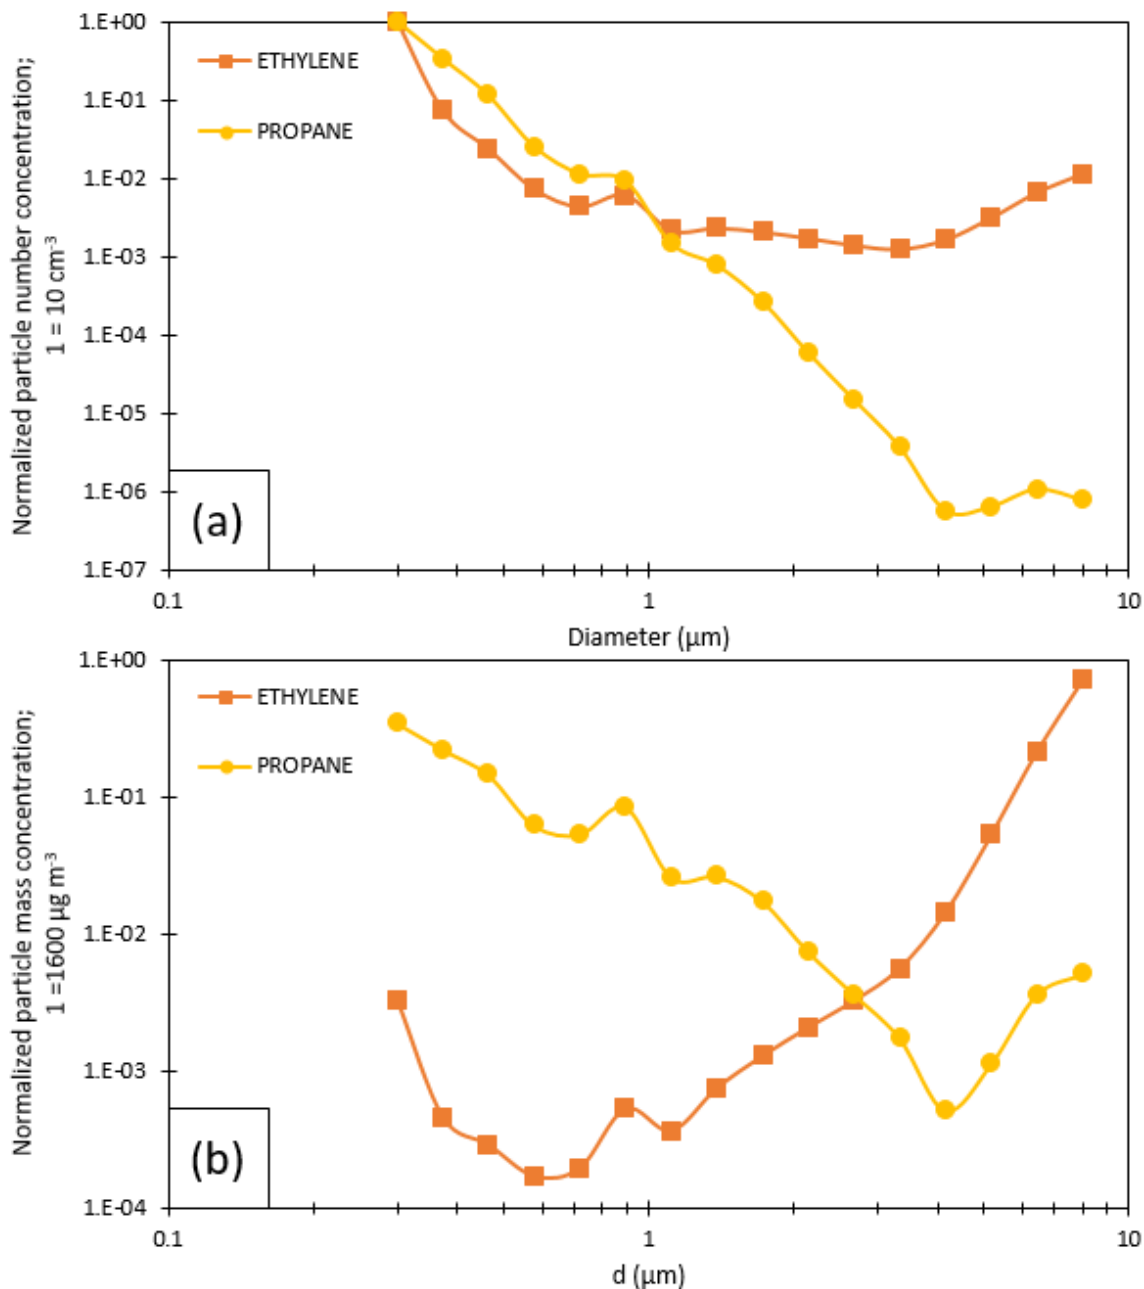 Normalized particle number concentration;
1 = 10 cm⁻³
1.E+00
1.E-01
1.E-02
1.E-03
1.E-04
1.E-05
1.E-06
1.E-07
ETHYLENE
PROPANE
(a)
0.1 1 10
Diameter (μm)
Normalized particle mass concentration;
1 =1600 μg m⁻³
1.E+00
1.E-01
1.E-02
1.E-03
1.E-04
ETHYLENE
PROPANE
(b)
0.1 1 10
d (μm)